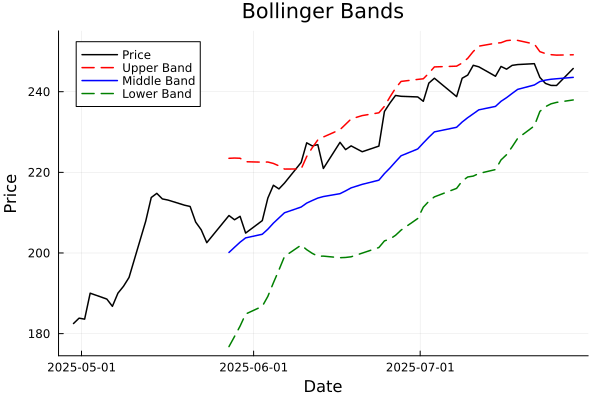 Bollinger Bands
Price
Upper Band
Middle Band
Lower Band
Price
240
220
200
180
2025-05-01
2025-06-01
2025-07-01
Date